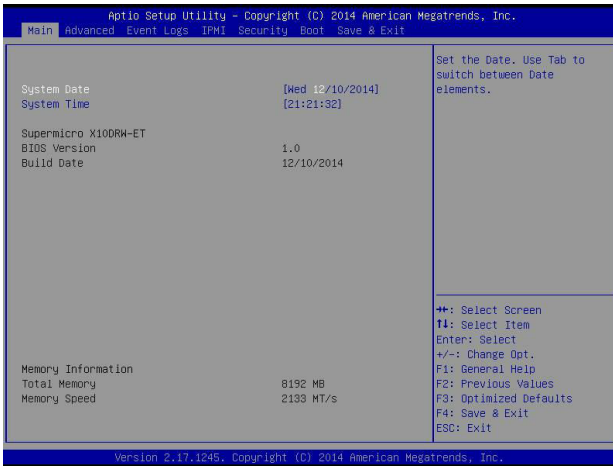 Aptio Setup Utility – Copyright (C) 2014 American Megatrends, Inc.
Main Advanced Event Logs IPMI Security Boot Save & Exit
System Date [Wed 12/10/2014]
System Time [21:21:32]
Supermicro X10DRW-ET
BIOS Version 1.0
Build Date 12/10/2014
Memory Information
Total Memory 8192 MB
Memory Speed 2133 MT/s
Set the Date. Use Tab to
switch between Date
elements.
→←: Select Screen
↑↓: Select Item
Enter: Select
+/-: Change Opt.
F1: General Help
F2: Previous Values
F3: Optimized Defaults
F4: Save & Exit
ESC: Exit
Version 2.17.1245. Copyright (C) 2014 American Megatrends, Inc.